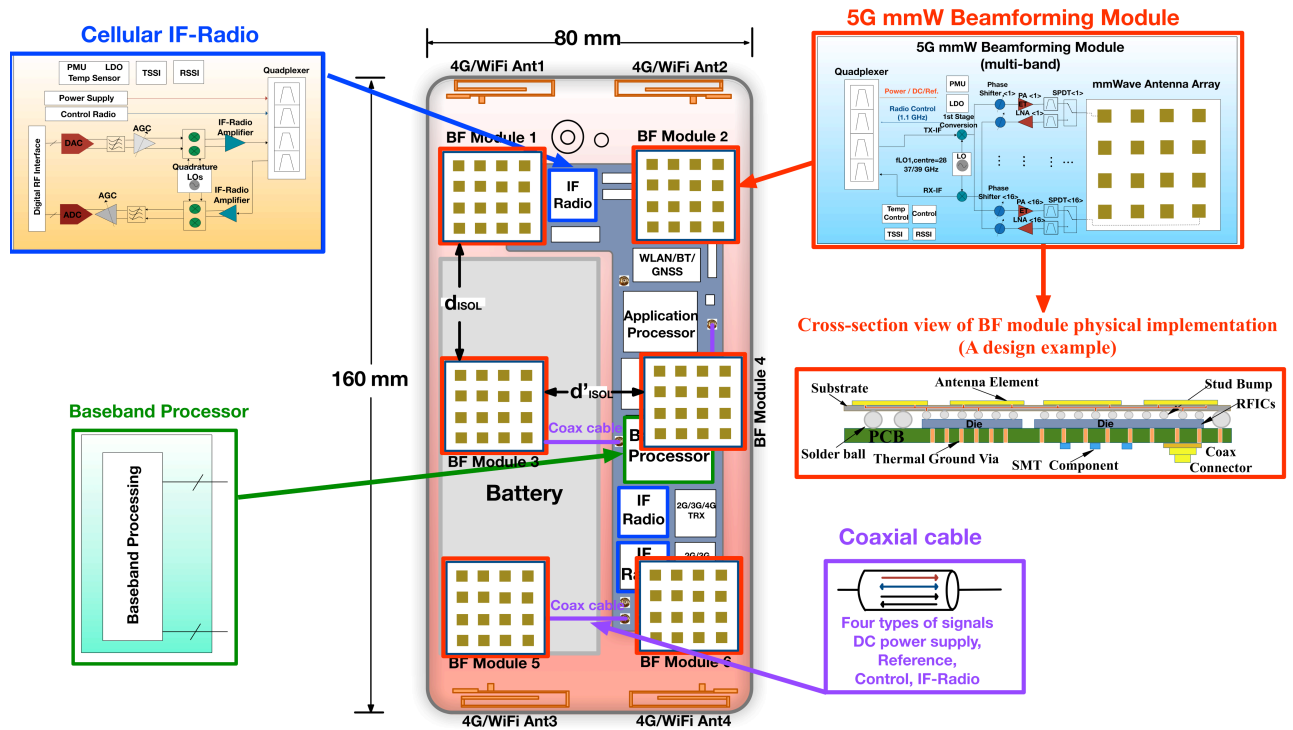 Cellular IF-Radio
PMU LDO
Temp Sensor
TSSI
RSSI
Quadplexer
Power Supply
Control Radio
Digital RF Interface
DAC
AGC
IF-Radio
Amplifier
Quadrature
LOs
ADC
AGC
IF-Radio
Amplifier
80 mm
160 mm
4G/WiFi Ant1
4G/WiFi Ant2
BF Module 1
BF Module 2
IF
Radio
WLAN/BT/
GNSS
dISOL
Application
Processor
d'ISOL
BF Module 4
Coax cable
B
Processor
BF Module 3
Battery
IF
Radio
2G/3G/4G
TRX
IF
Ra
2G/3G
Coax cable
BF Module 5
BF Module 6
4G/WiFi Ant3
4G/WiFi Ant4
5G mmW Beamforming Module
5G mmW Beamforming Module
(multi-band)
Quadplexer
Power / DC/Ref.
Radio Control
(1.1 GHz)
TX-IF
PMU
LDO
1st Stage
Conversion
fLO1,centre=28
37/39 GHz
LO
RX-IF
Temp
Control
Control
TSSI
RSSI
Phase
Shifter <1>
PA <1>
ET
LNA <1>
SPDT<1>
mmWave Antenna Array
Phase
Shifter <16>
PA <16>
ET
LNA <16>
SPDT<16>
Cross-section view of BF module physical implementation
(A design example)
Substrate
Antenna Element
Stud Bump
RFICs
Die
Die
PCB
Solder ball
Thermal Ground Via
SMT
Component
Coax
Connector
Baseband Processor
Baseband Processing
Coaxial cable
Four types of signals
DC power supply,
Reference,
Control, IF-Radio